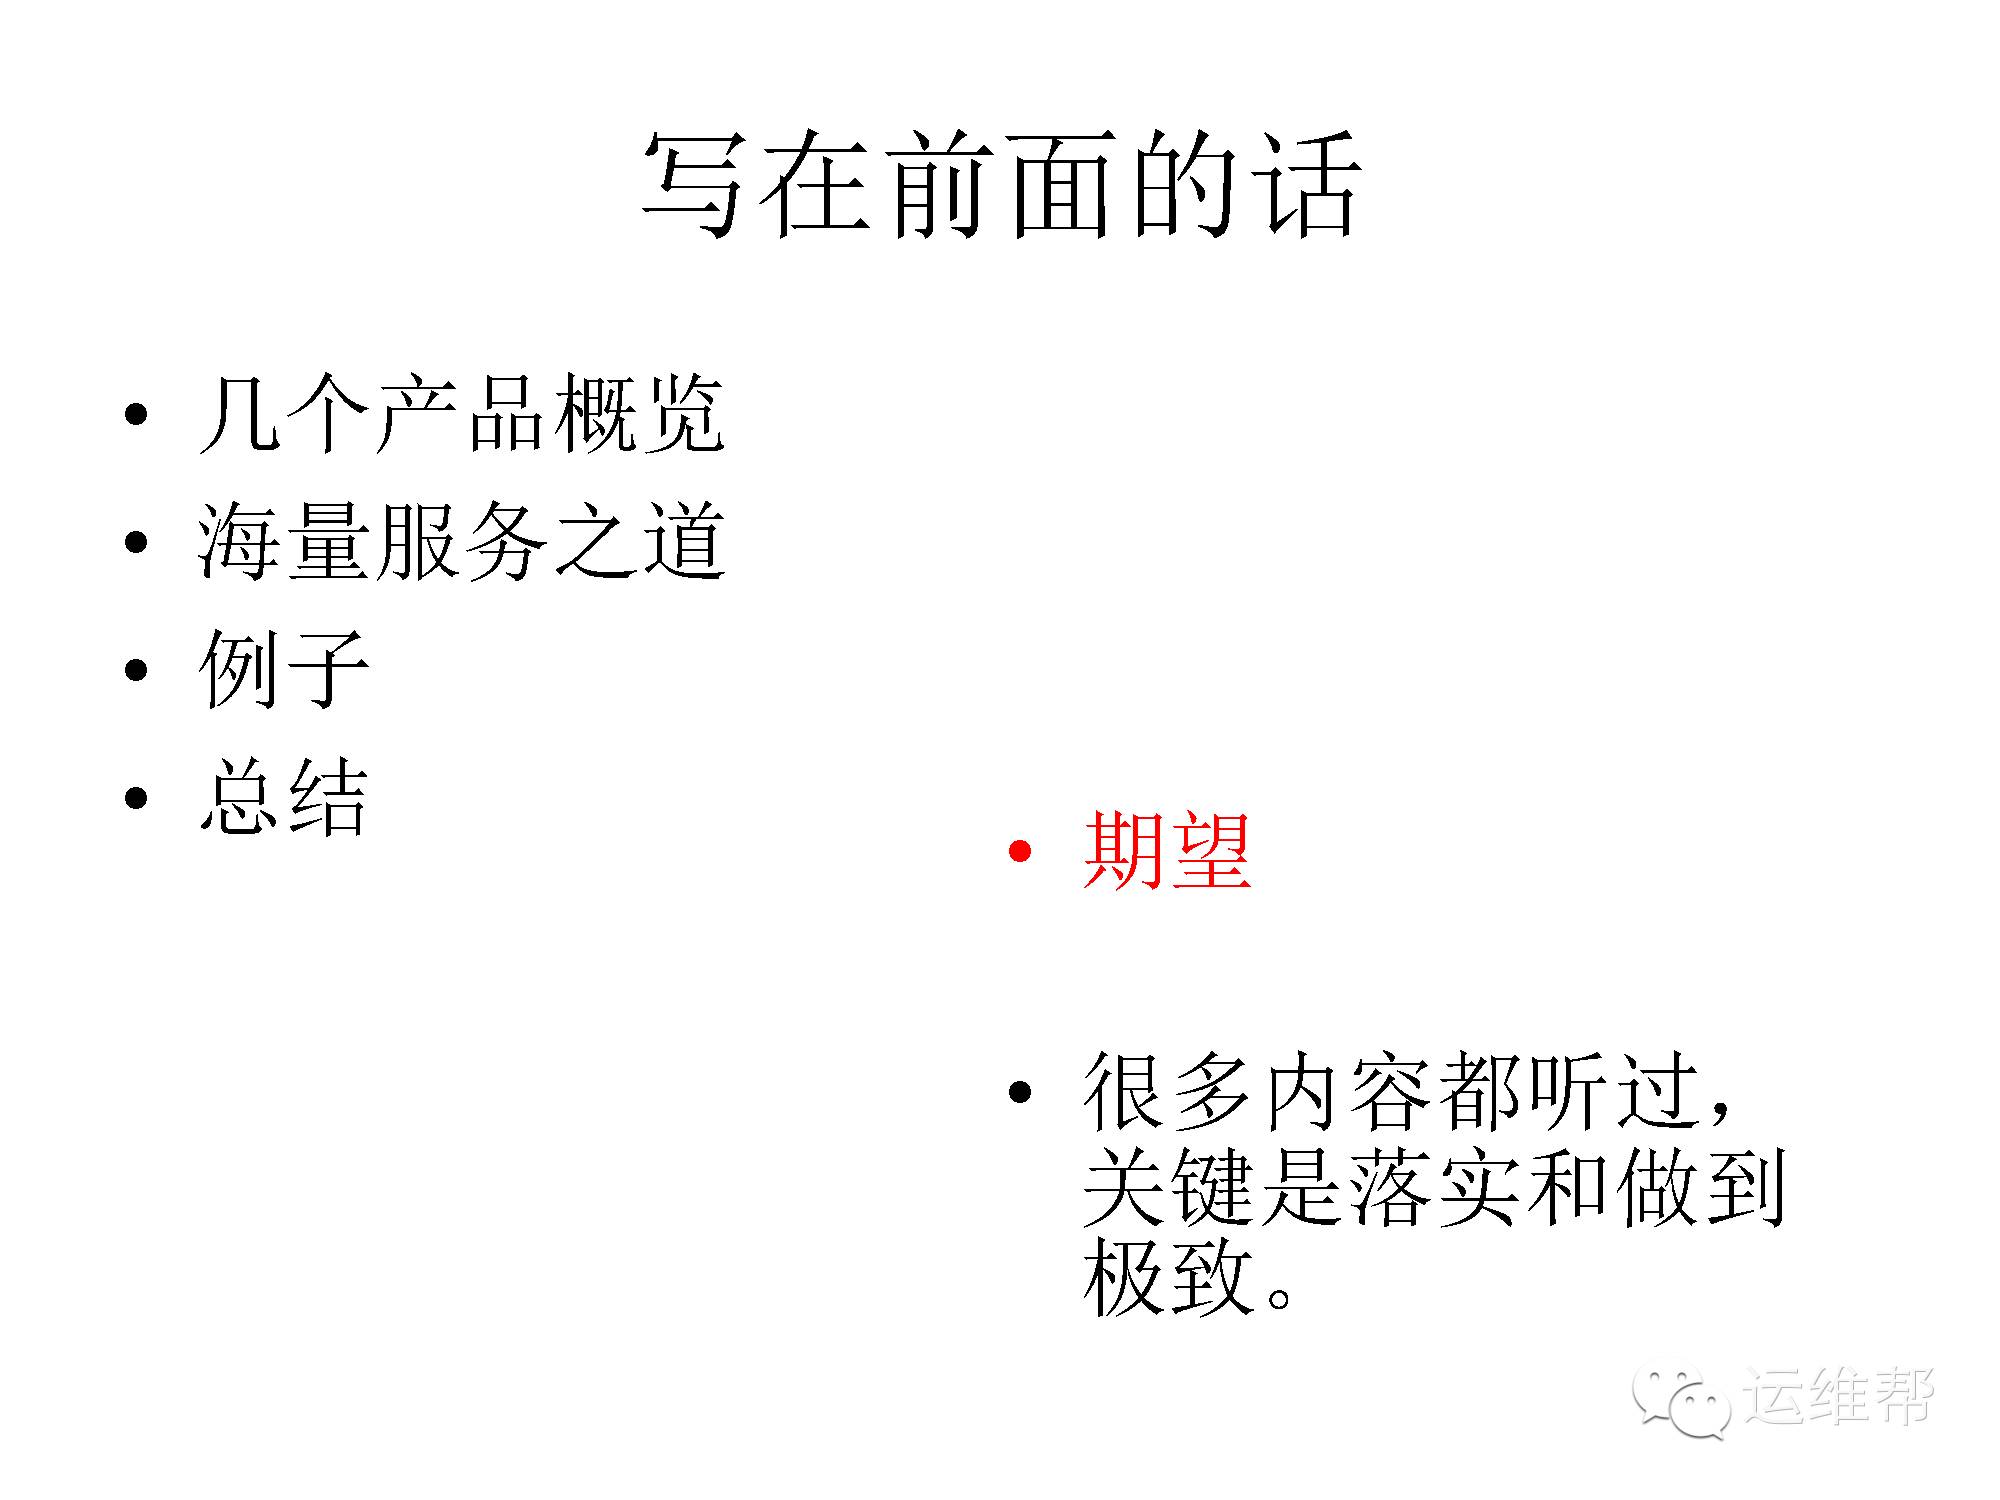 写在前面的话
• 几个产品概览
• 海量服务之道
• 例子
• 总结
• 期望
• 很多内容都听过，
关键是落实和做到
极致。
运维帮